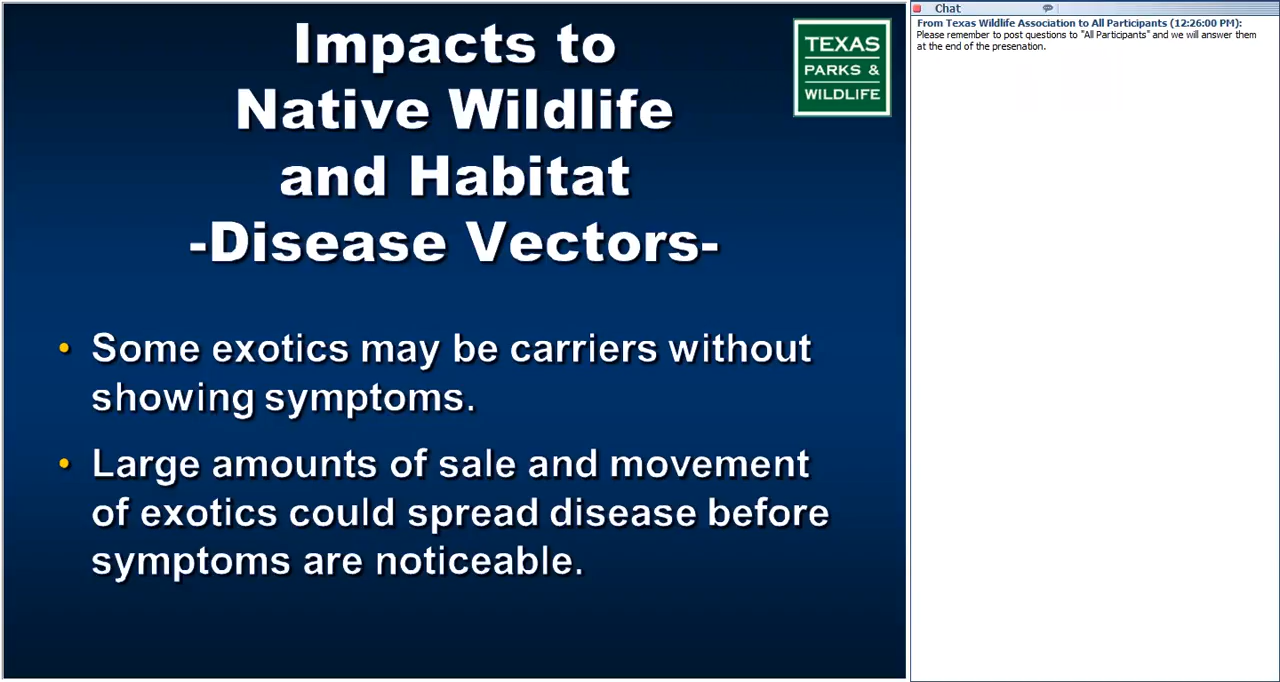 Impacts to
Native Wildlife
and Habitat
-Disease Vectors-
TEXAS
PARKS &
WILDLIFE
• Some exotics may be carriers without
showing symptoms.
• Large amounts of sale and movement
of exotics could spread disease before
symptoms are noticeable.
Chat
From Texas Wildlife Association to All Participants (12:26:00 PM):
Please remember to post questions to "All Participants" and we will answer them
at the end of the presenation.